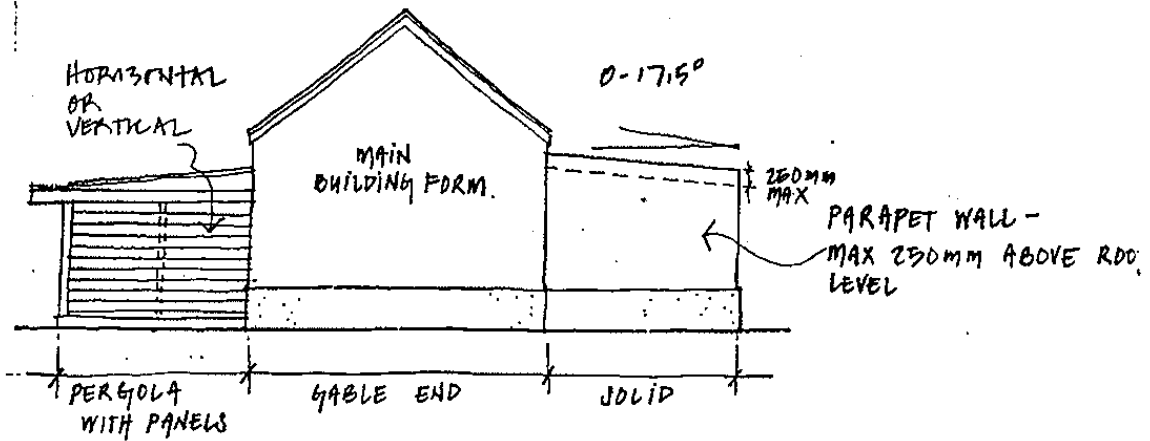 HORIZONTAL
OR
VERTICAL
0-17,5°
MAIN
BUILDING FORM.
250mm
MAX
PARAPET WALL -
MAX 250mm ABOVE ROO
LEVEL
PERGOLA
WITH PANELS
GABLE END
SOLID